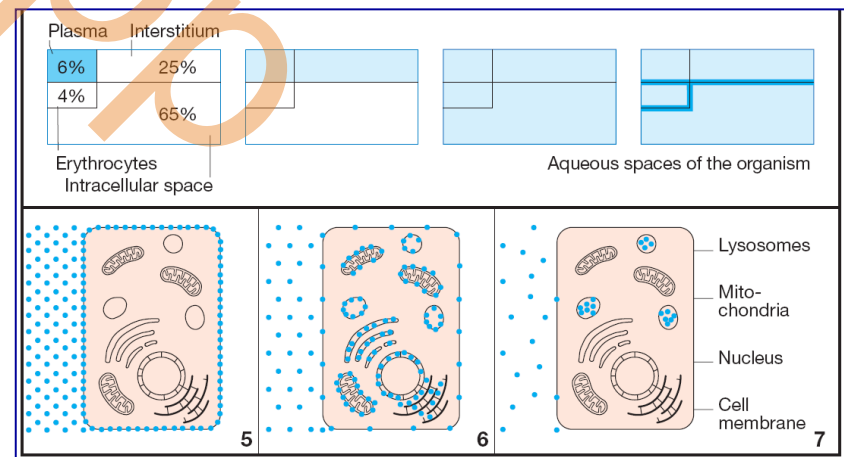 Plasma Interstitium
6% 25%
4%
65%
Erythrocytes
Intracellular space
Aqueous spaces of the organism
Lysosomes
Mito-
chondria
Nucleus
Cell
membrane
5 6 7